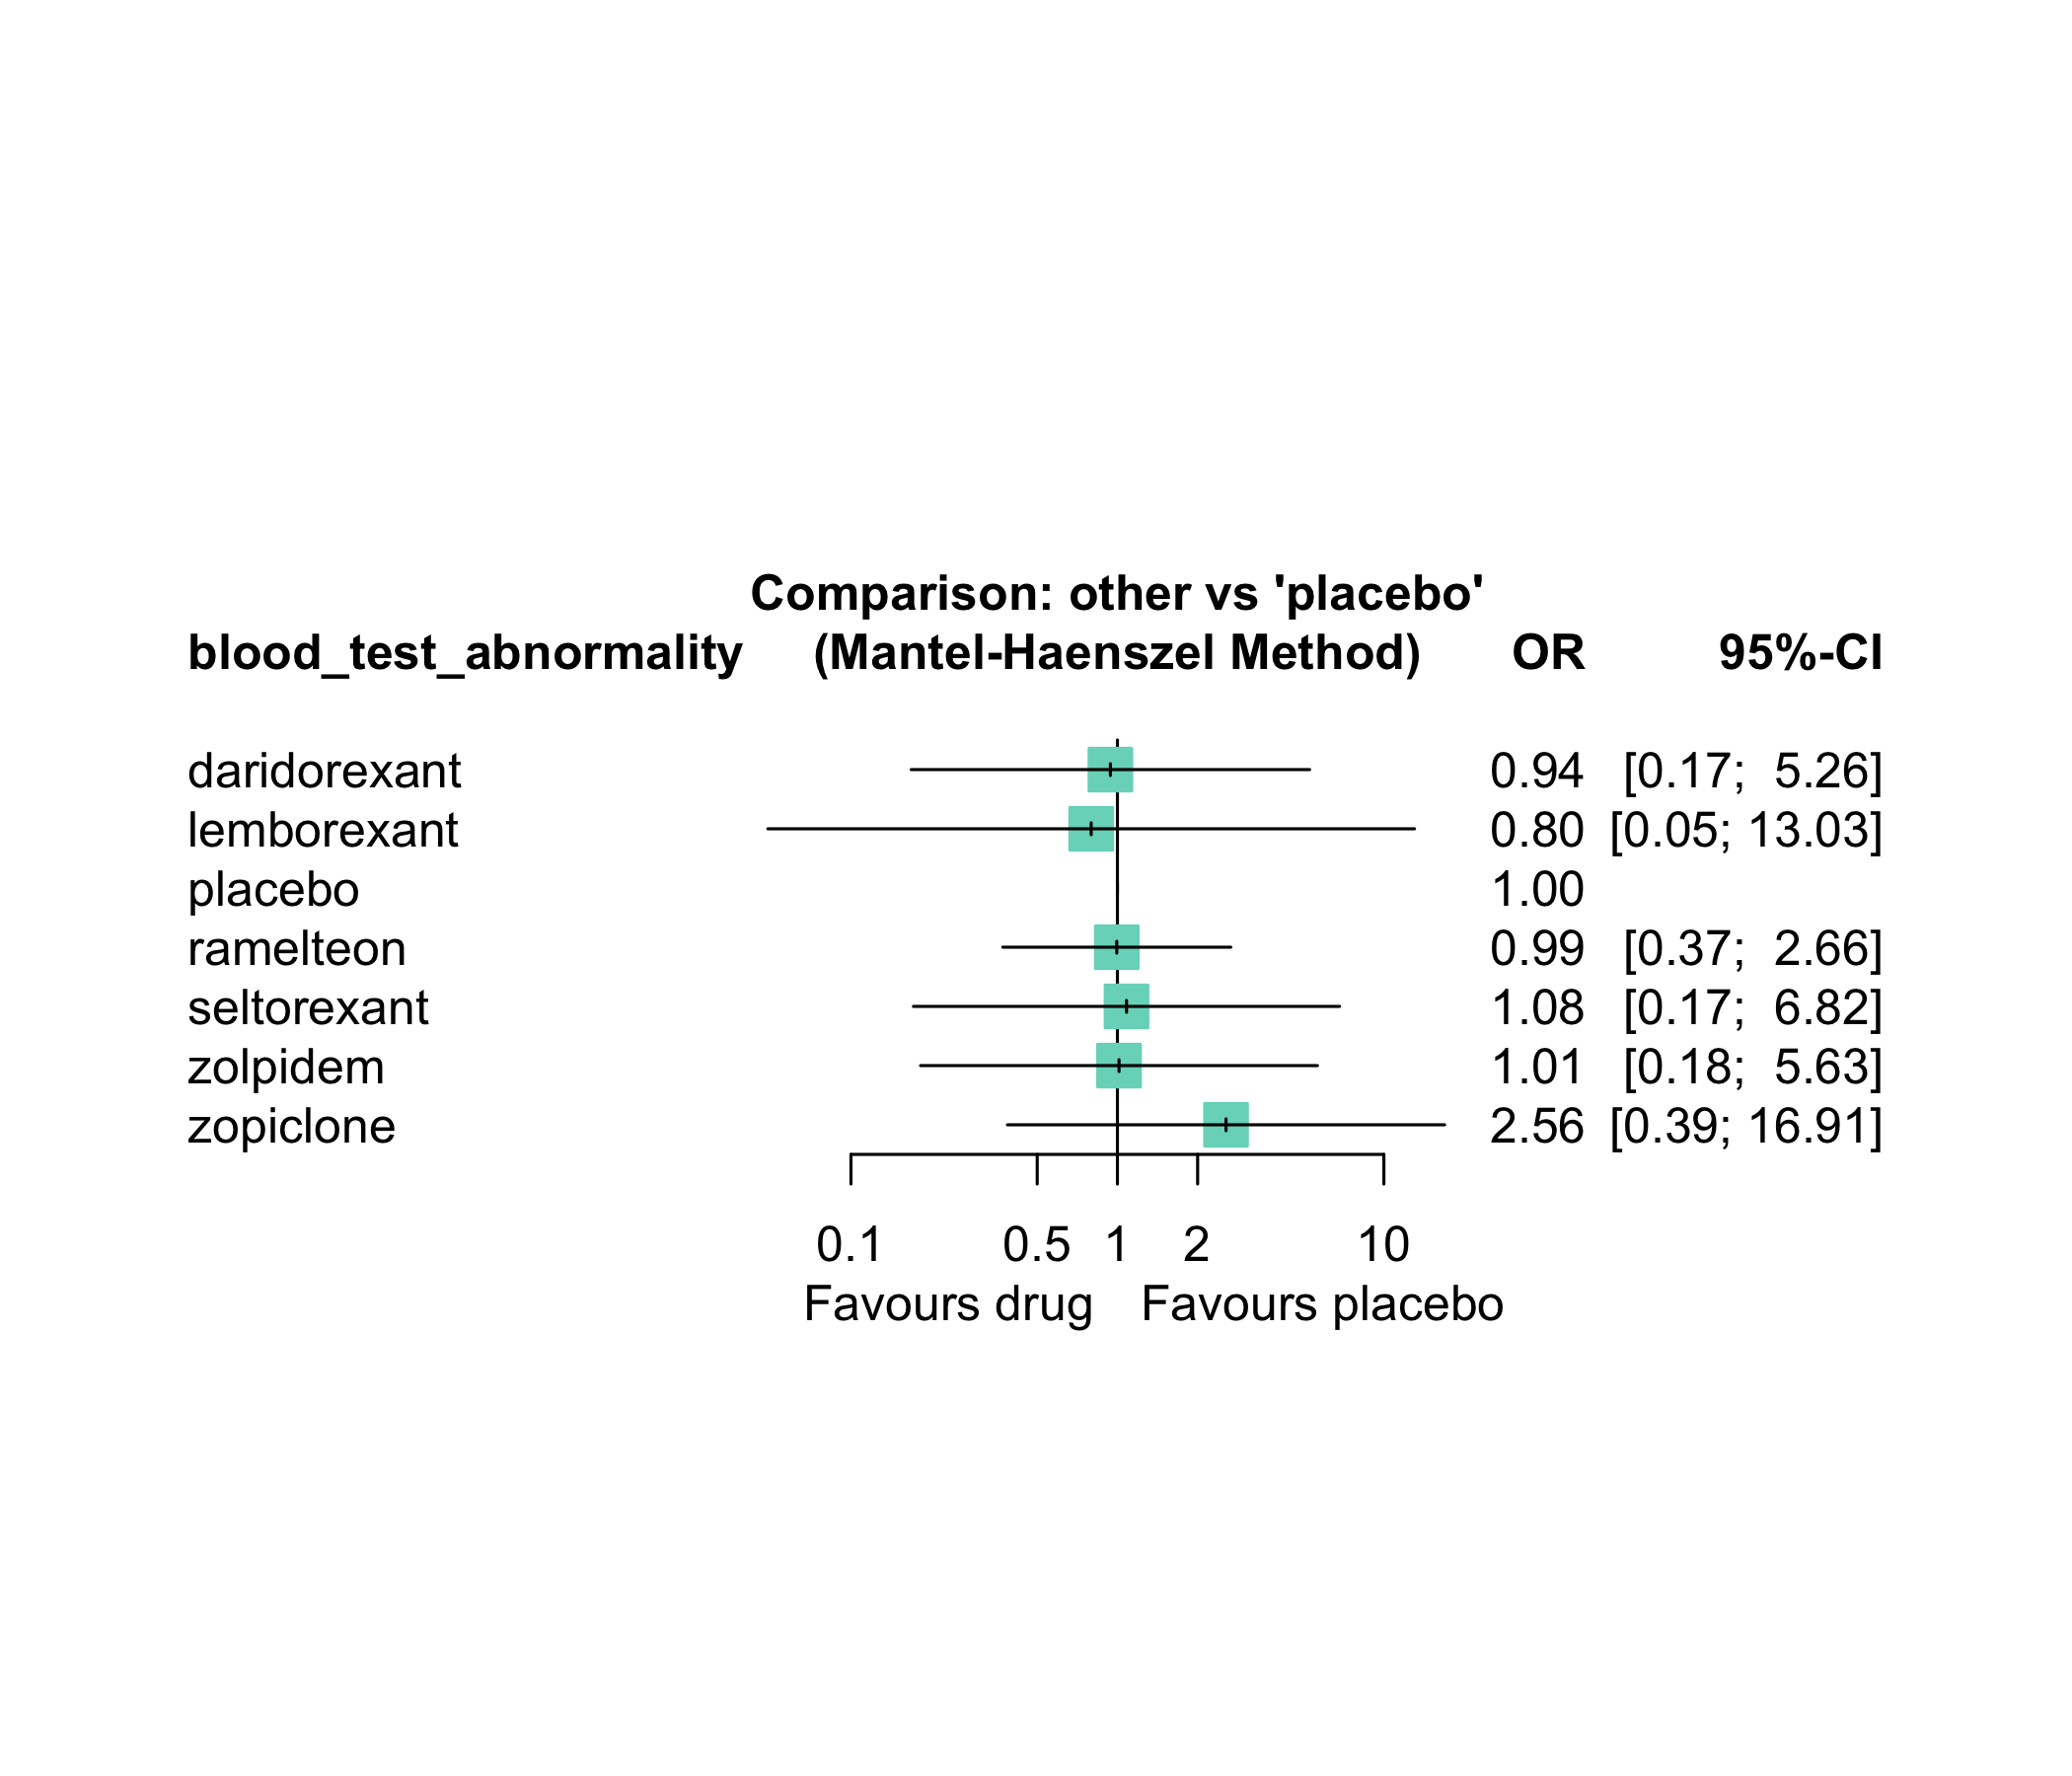 Comparison: other vs 'placebo'
blood_test_abnormality (Mantel-Haenszel Method) OR 95%-CI
daridorexant 0.94 [0.17; 5.26]
lemborexant 0.80 [0.05; 13.03]
placebo 1.00
ramelteon 0.99 [0.37; 2.66]
seltorexant 1.08 [0.17; 6.82]
zolpidem 1.01 [0.18; 5.63]
zopiclone 2.56 [0.39; 16.91]
0.1 0.5 1 2 10
Favours drug Favours placebo